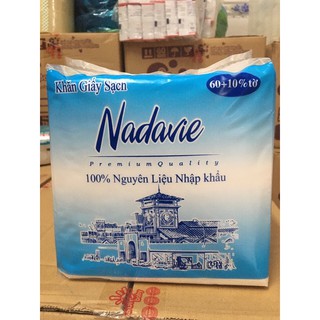 Khăn Giấy Sạch
60+10% tờ
Nadavie
Premium Quality
100% Nguyên Liệu Nhập khẩu